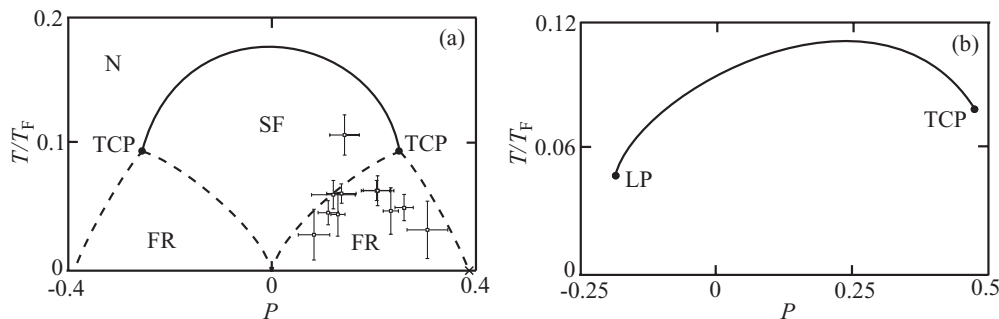 0.2
(a)
N
SF
TCP
TCP
0.1
T/T_F
FR
FR
0
-0.4
0
0.4
P
0.12
(b)
TCP
T/T_F
0.06
LP
0
-0.25
0
0.25
0.5
P